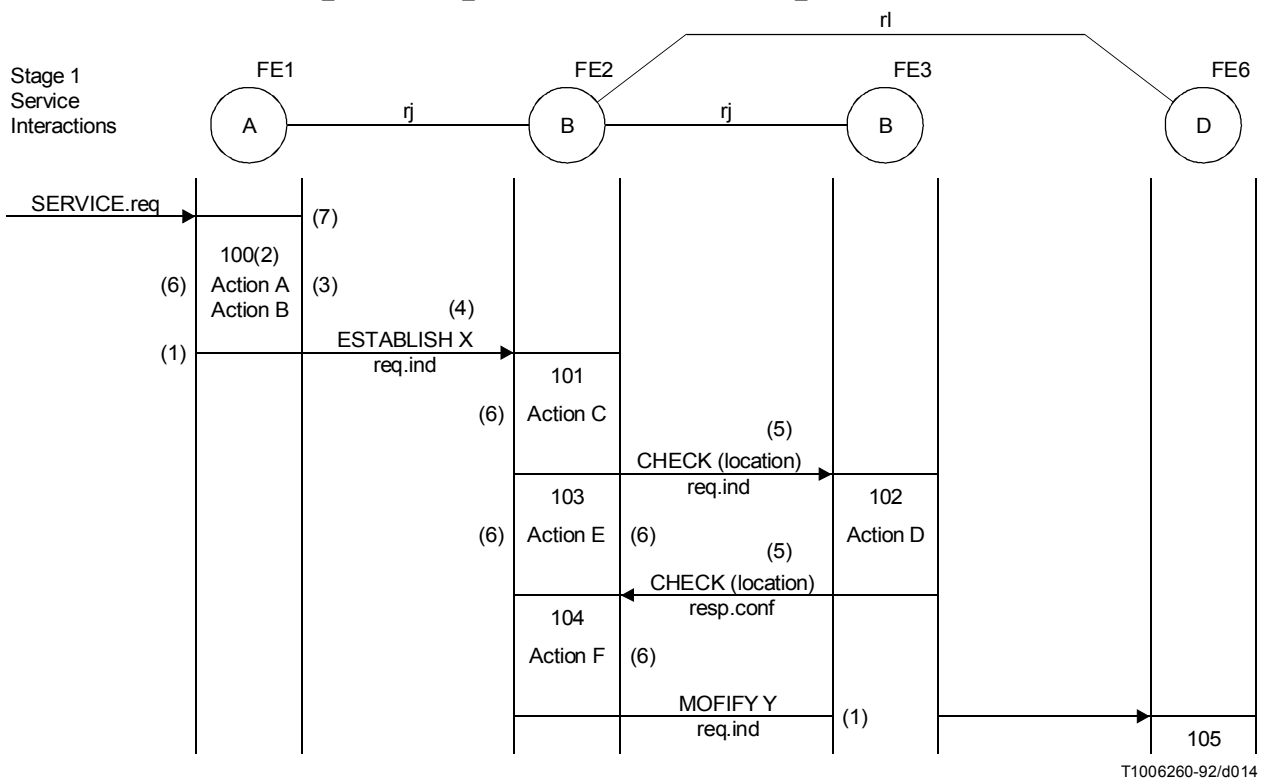 rl
FE1
FE2
FE3
FE6
Stage 1
Service
Interactions
A
rj
B
rj
B
D
SERVICE.req
(7)
100(2)
(6)
Action A
(3)
Action B
(4)
(1)
ESTABLISH X
req.ind
101
(6)
Action C
(5)
CHECK (location)
req.ind
103
102
(6)
Action E
(6)
Action D
(5)
CHECK (location)
resp.conf
104
Action F
(6)
MOFIFY Y
req.ind
(1)
105
T1006260-92/d014